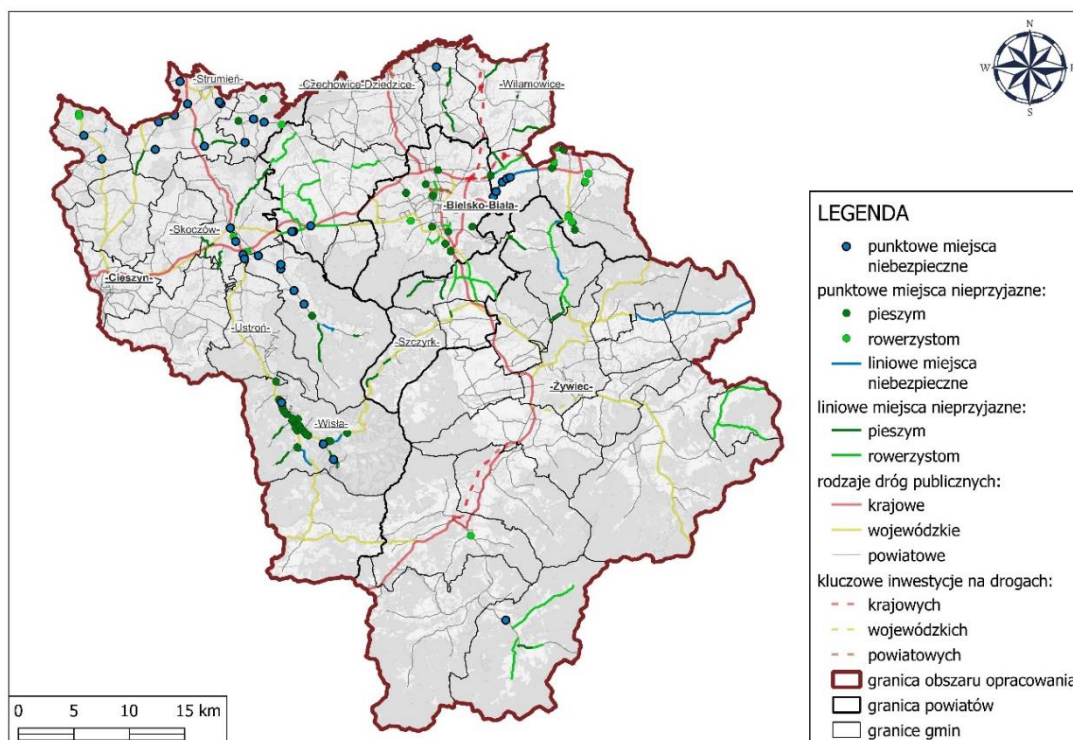 N
W
E
S
-Strumień-
-Czechowice-Dziedzice-
-Wilamowice-
-Bielsko-Biała-
-Skoczów-
-Cieszyn-
-Ustroń-
-Szczyrk-
-Żywiec-
-Wisła-
LEGENDA
punktowe miejsca
niebezpieczne
punktowe miejsca nieprzyjazne:
pieszym
rowerzystom
liniowe miejsca
niebezpieczne
liniowe miejsca nieprzyjazne:
pieszym
rowerzystom
rodzaje dróg publicznych:
krajowe
wojewódzkie
powiatowe
kluczowe inwestycje na drogach:
krajowych
wojewódzkich
powiatowych
granica obszaru opracowania
granica powiatów
granice gmin
0 5 10 15 km